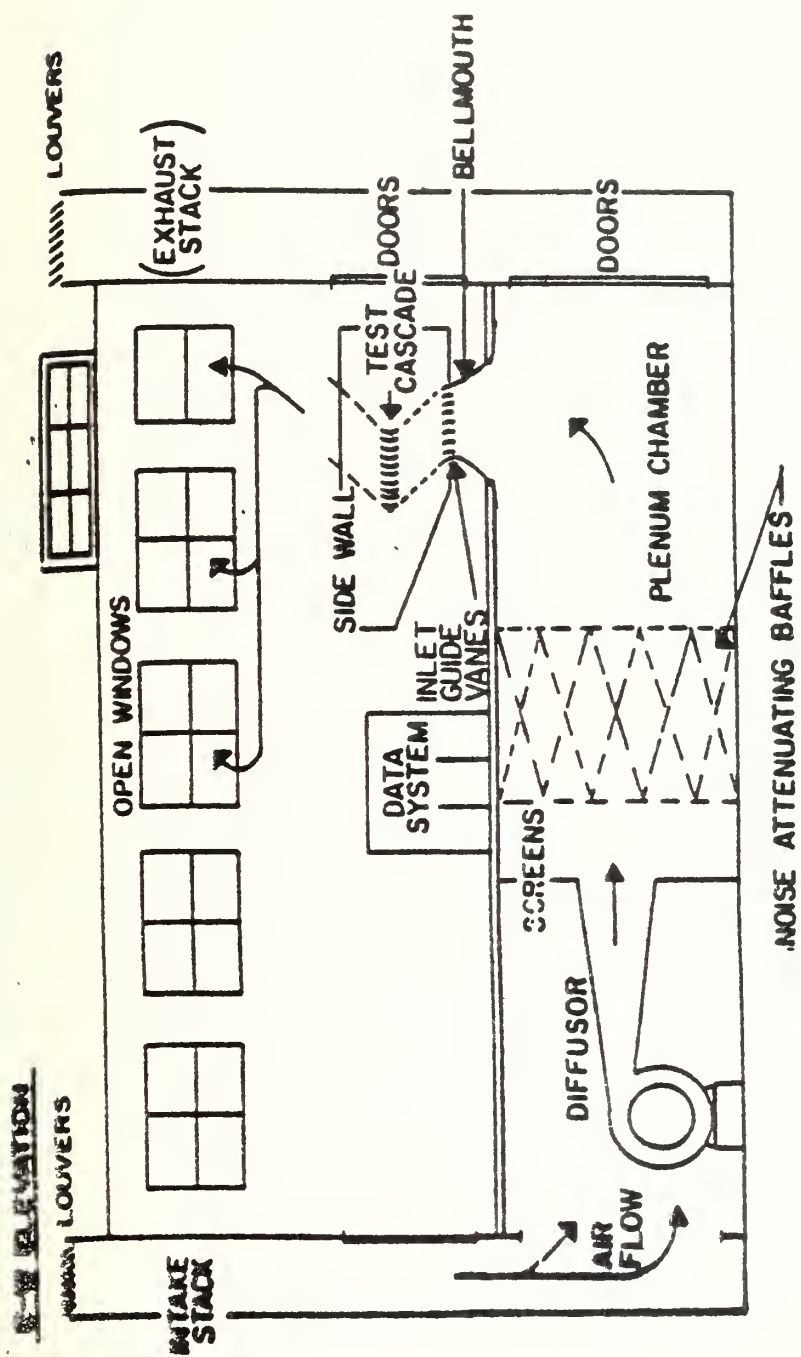 E-W ELEVATION
LOUVERS
INTAKE
STACK
OPEN WINDOWS
LOUVERS
(EXHAUST
STACK)
SIDE WALL
TEST
CASCADE
DOORS
BELLMOUTH
INLET
GUIDE
VANES
DATA
SYSTEM
SCREENS
DIFFUSOR
AIR
FLOW
PLENUM CHAMBER
DOORS
NOISE ATTENUATING BAFFLES